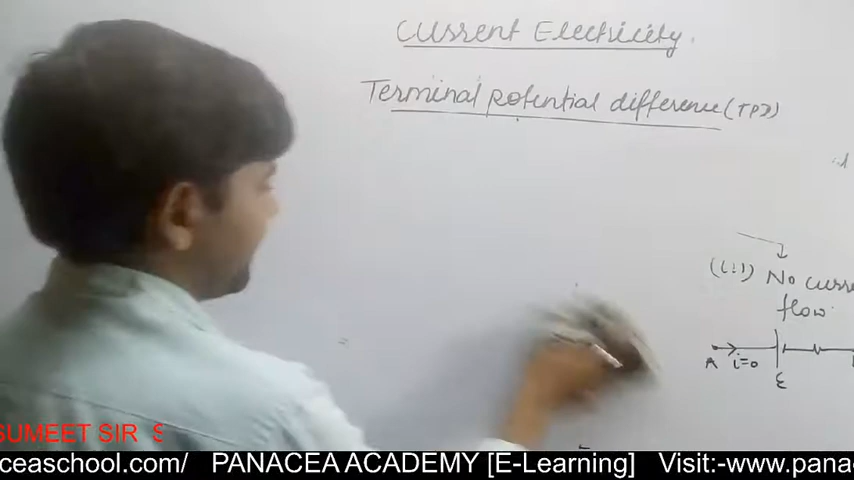 Current Electricity.
Terminal potential difference (TPD)
(iii) No curre
flow.
A i=0 ε
SUMEET SIR S
ceaschool.com/ PANACEA ACADEMY [E-Learning] Visit:-www.pana